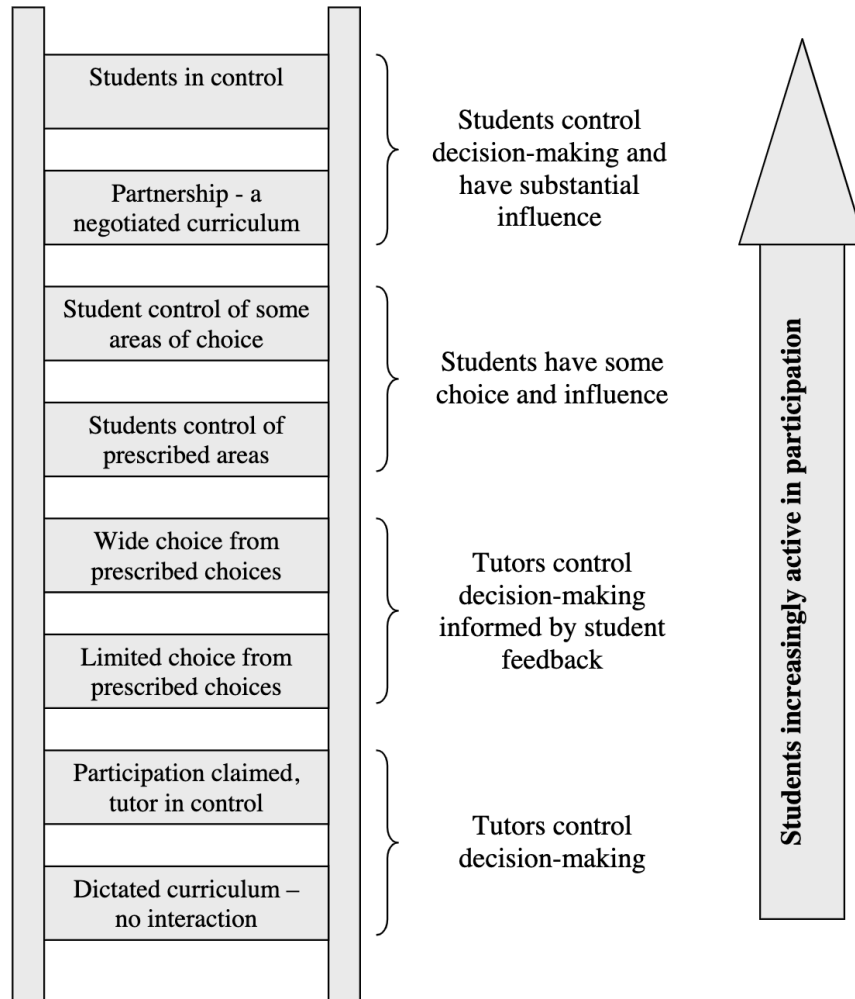 Students in control
Partnership - a
negotiated curriculum
Students control
decision-making and
have substantial
influence
Student control of some
areas of choice
Students control of
prescribed areas
Students have some
choice and influence
Wide choice from
prescribed choices
Limited choice from
prescribed choices
Tutors control
decision-making
informed by student
feedback
Participation claimed,
tutor in control
Dictated curriculum –
no interaction
Tutors control
decision-making
Students increasingly active in participation